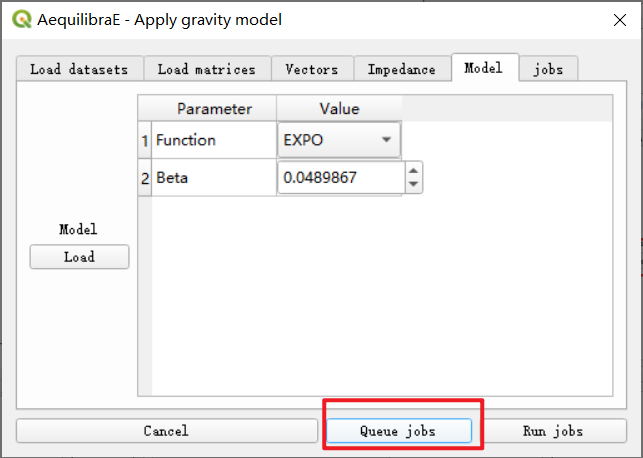 AequilibraE - Apply gravity model
Load datasets Load matrices Vectors Impedance Model jobs
Parameter Value
1 Function EXPO
2 Beta 0.0489867
Model
Load
Cancel Queue jobs Run jobs